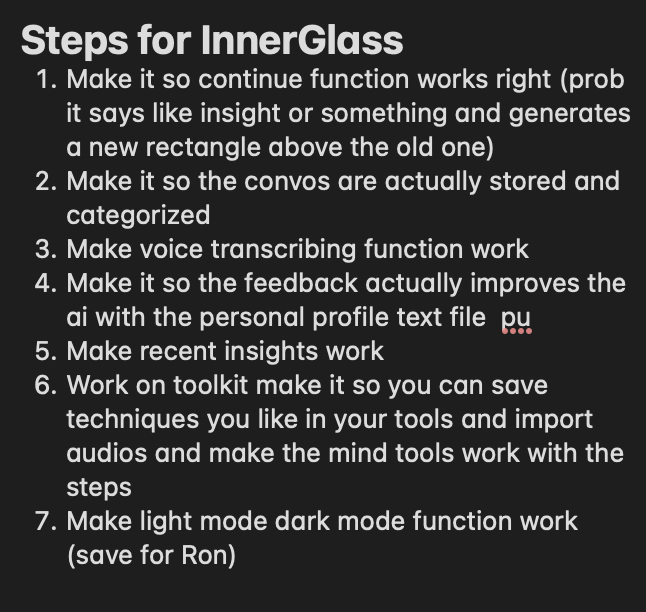 Steps for InnerGlass
1. Make it so continue function works right (prob
it says like insight or something and generates
a new rectangle above the old one)
2. Make it so the convos are actually stored and
categorized
3. Make voice transcribing function work
4. Make it so the feedback actually improves the
ai with the personal profile text file  pu
5. Make recent insights work
6. Work on toolkit make it so you can save
techniques you like in your tools and import
audios and make the mind tools work with the
steps
7. Make light mode dark mode function work
(save for Ron)